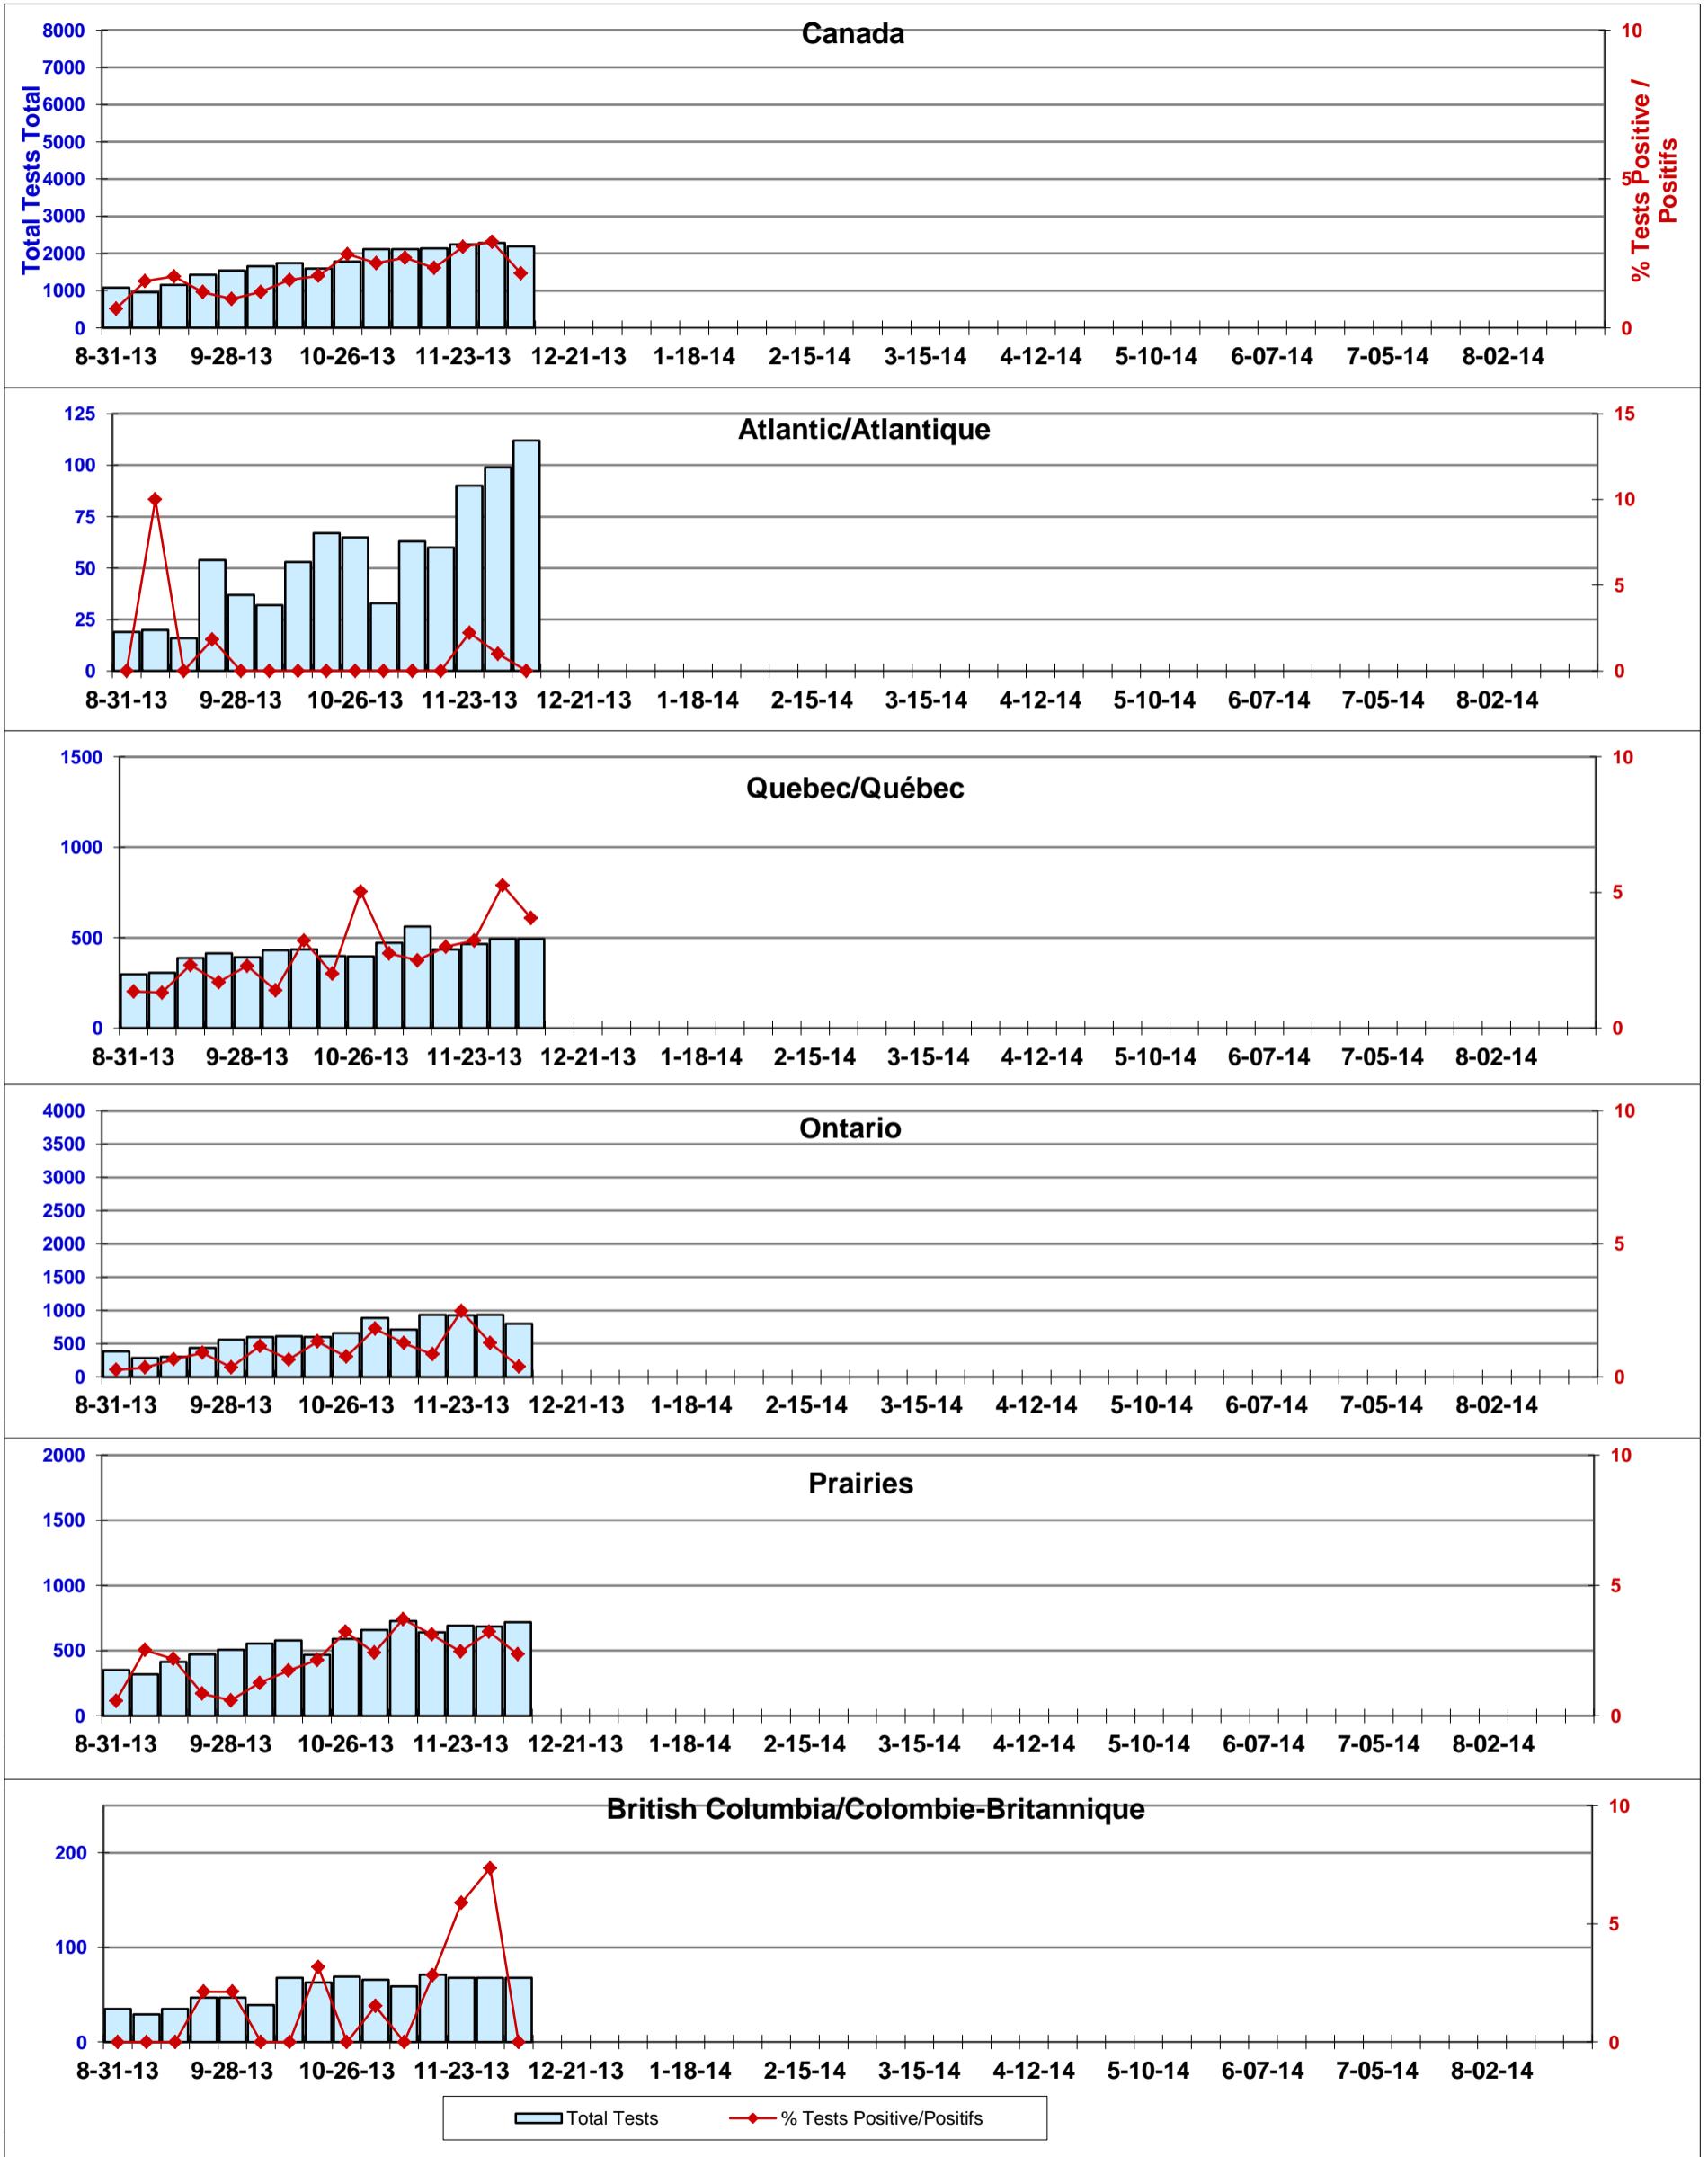 Canada
8000 10
7000
6000
5000
4000 5
3000
2000
1000
0 0
Total Tests Total
% Tests Positive /
Positifs
8-31-13 9-28-13 10-26-13 11-23-13 12-21-13 1-18-14 2-15-14 3-15-14 4-12-14 5-10-14 6-07-14 7-05-14 8-02-14
Atlantic/Atlantique
125 15
100
10
75
50
5
25
0 0
8-31-13 9-28-13 10-26-13 11-23-13 12-21-13 1-18-14 2-15-14 3-15-14 4-12-14 5-10-14 6-07-14 7-05-14 8-02-14
Quebec/Québec
1500 10
1000
5
500
0 0
8-31-13 9-28-13 10-26-13 11-23-13 12-21-13 1-18-14 2-15-14 3-15-14 4-12-14 5-10-14 6-07-14 7-05-14 8-02-14
Ontario
4000 10
3500
3000
2500
2000 5
1500
1000
500
0 0
8-31-13 9-28-13 10-26-13 11-23-13 12-21-13 1-18-14 2-15-14 3-15-14 4-12-14 5-10-14 6-07-14 7-05-14 8-02-14
Prairies
2000 10
1500
1000 5
500
0 0
8-31-13 9-28-13 10-26-13 11-23-13 12-21-13 1-18-14 2-15-14 3-15-14 4-12-14 5-10-14 6-07-14 7-05-14 8-02-14
British Columbia/Colombie-Britannique
10
200
5
100
0 0
8-31-13 9-28-13 10-26-13 11-23-13 12-21-13 1-18-14 2-15-14 3-15-14 4-12-14 5-10-14 6-07-14 7-05-14 8-02-14
Total Tests % Tests Positive/Positifs